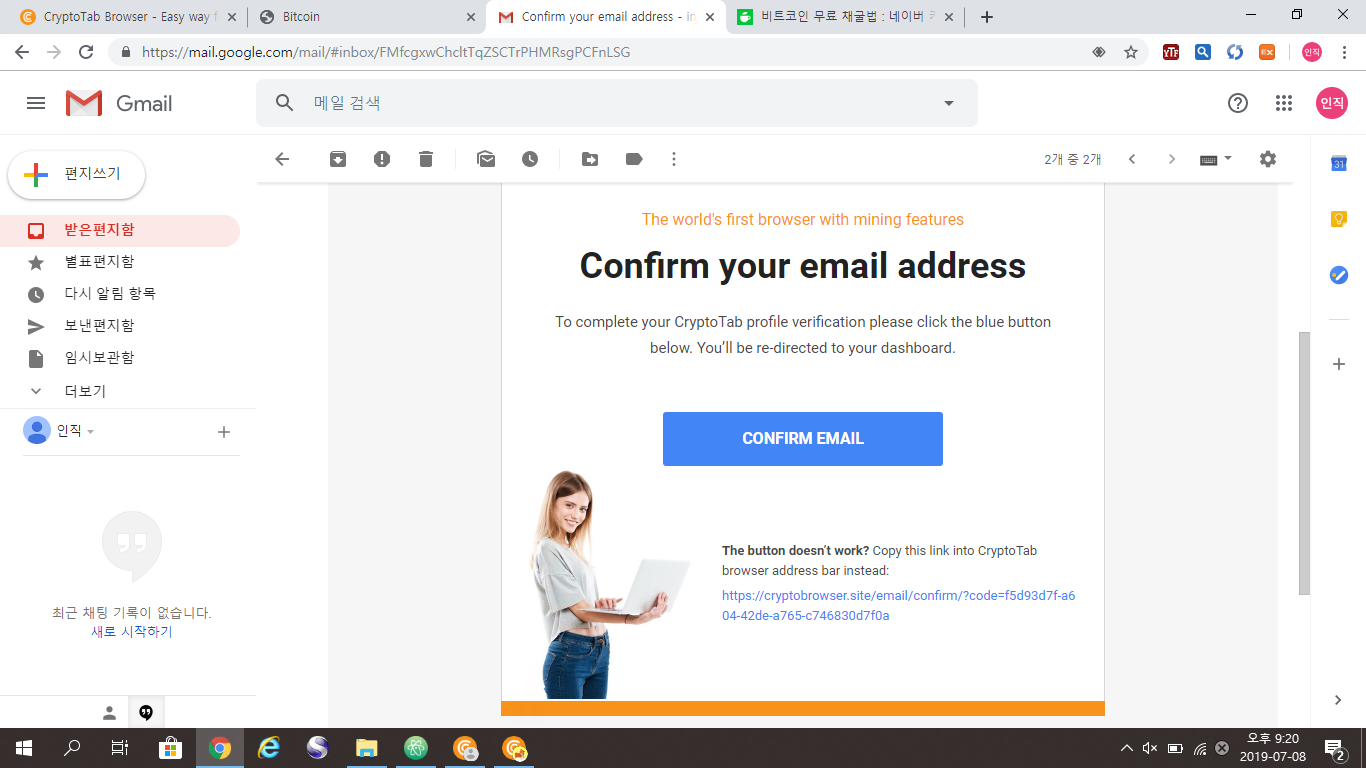 CryptoTab Browser - Easy way f
Bitcoin
Confirm your email address - in
비트코인 무료 채굴법 : 네이버 카
https://mail.google.com/mail/#inbox/FMfcgxwChcltTqZSCTrPHMRsgPCFnLSG
YTF
EX
인직
Gmail
메일 검색
인직
편지쓰기
2개 중 2개
31
받은편지함
별표편지함
다시 알림 항목
보낸편지함
임시보관함
더보기
인직
최근 채팅 기록이 없습니다.
새로 시작하기
The world's first browser with mining features
Confirm your email address
To complete your CryptoTab profile verification please click the blue button
below. You’ll be re-directed to your dashboard.
CONFIRM EMAIL
The button doesn’t work? Copy this link into CryptoTab
browser address bar instead:
https://cryptobrowser.site/email/confirm/?code=f5d93d7f-a6
04-42de-a765-c746830d7f0a
오후 9:20
2019-07-08
2